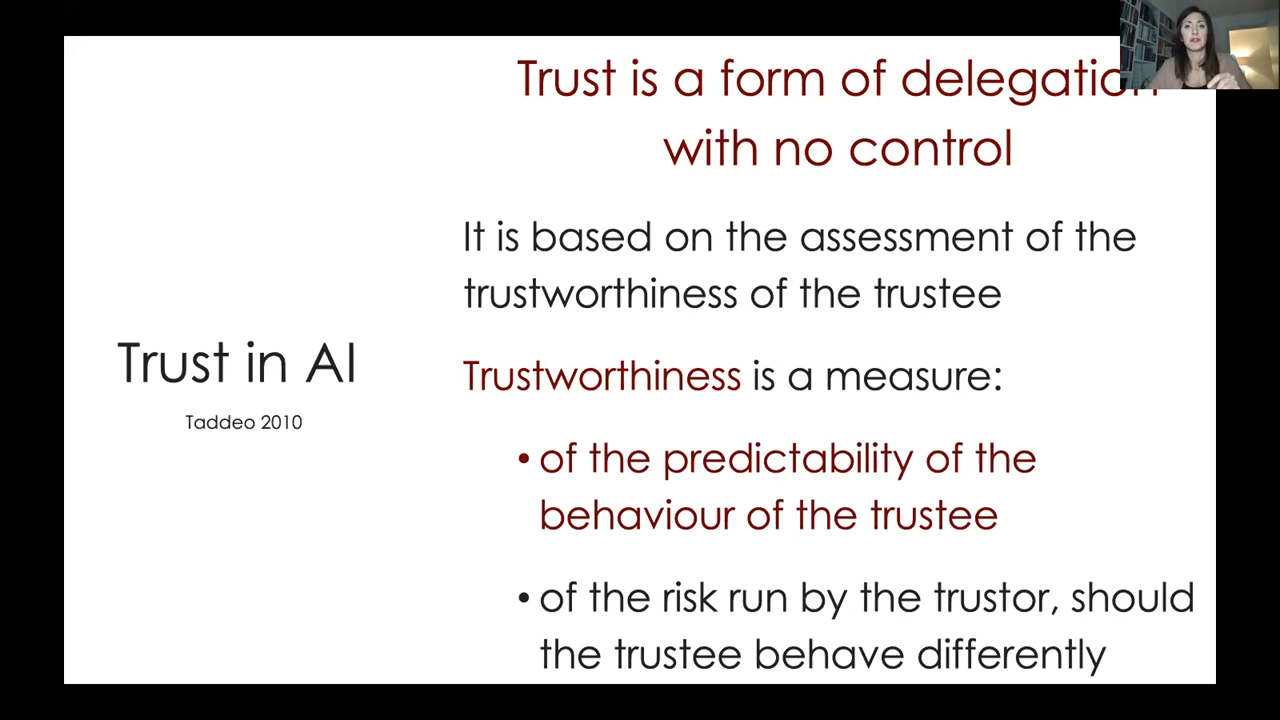 Trust in AI
Taddeo 2010
Trust is a form of delegation
with no control
It is based on the assessment of the
trustworthiness of the trustee
Trustworthiness is a measure:
• of the predictability of the
behaviour of the trustee
• of the risk run by the trustor, should
the trustee behave differently